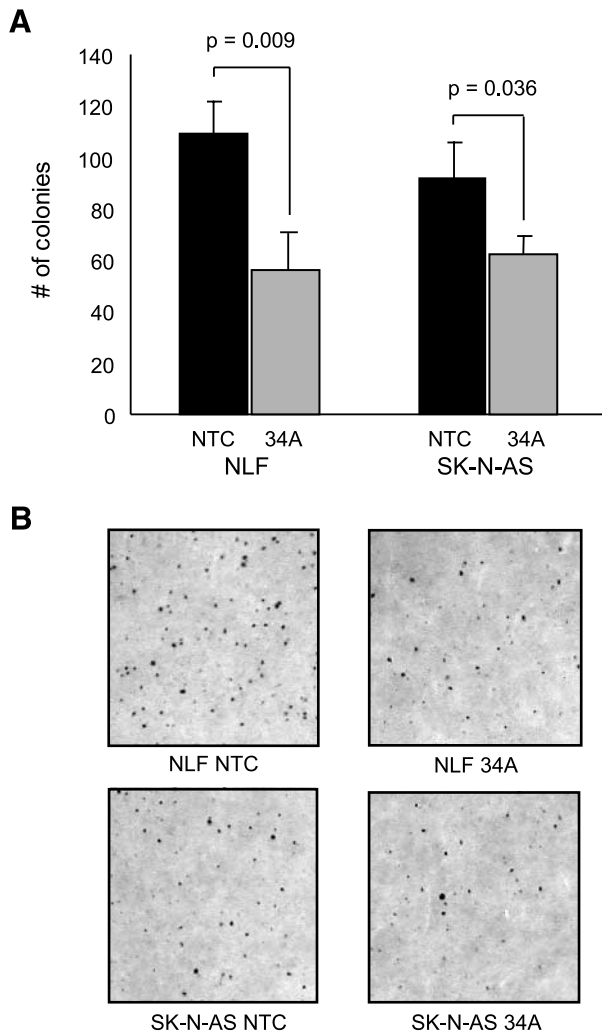 A
p = 0.009
p = 0.036
# of colonies
140
120
100
80
60
40
20
0
NTC 34A NTC 34A
NLF SK-N-AS
B
NLF NTC NLF 34A
SK-N-AS NTC SK-N-AS 34A